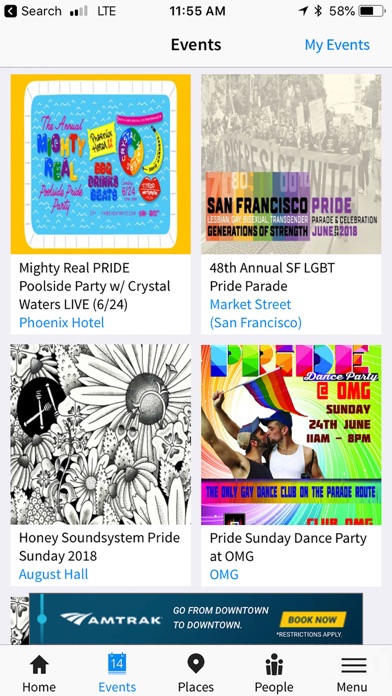 Search LTE 11:55 AM 58%
Events My Events
The Annual
MIGHTY
REAL
Poolside Pride
Party
Phoenix
Hotel
CRYSTAL
6/24
BBQ
DRINKS
BEATS
SAN FRANCISCO PRIDE
LESBIAN GAY BISEXUAL TRANSGENDER PARADE & CELEBRATION
GENERATIONS OF STRENGTH JUNE 2018
Mighty Real PRIDE
Poolside Party w/ Crystal
Waters LIVE (6/24)
Phoenix Hotel
48th Annual SF LGBT
Pride Parade
Market Street
(San Francisco)
PRIDE
Dance Party
@ OMG
SUNDAY
24TH JUNE
11AM - 8PM
THE ONLY GAY DANCE CLUB ON THE PARADE ROUTE
CLUB OMG
Honey Soundsystem Pride
Sunday 2018
August Hall
Pride Sunday Dance Party
at OMG
OMG
AMTRAK
GO FROM DOWNTOWN
TO DOWNTOWN.
BOOK NOW
*RESTRICTIONS APPLY.
14
Home Events Places People Menu